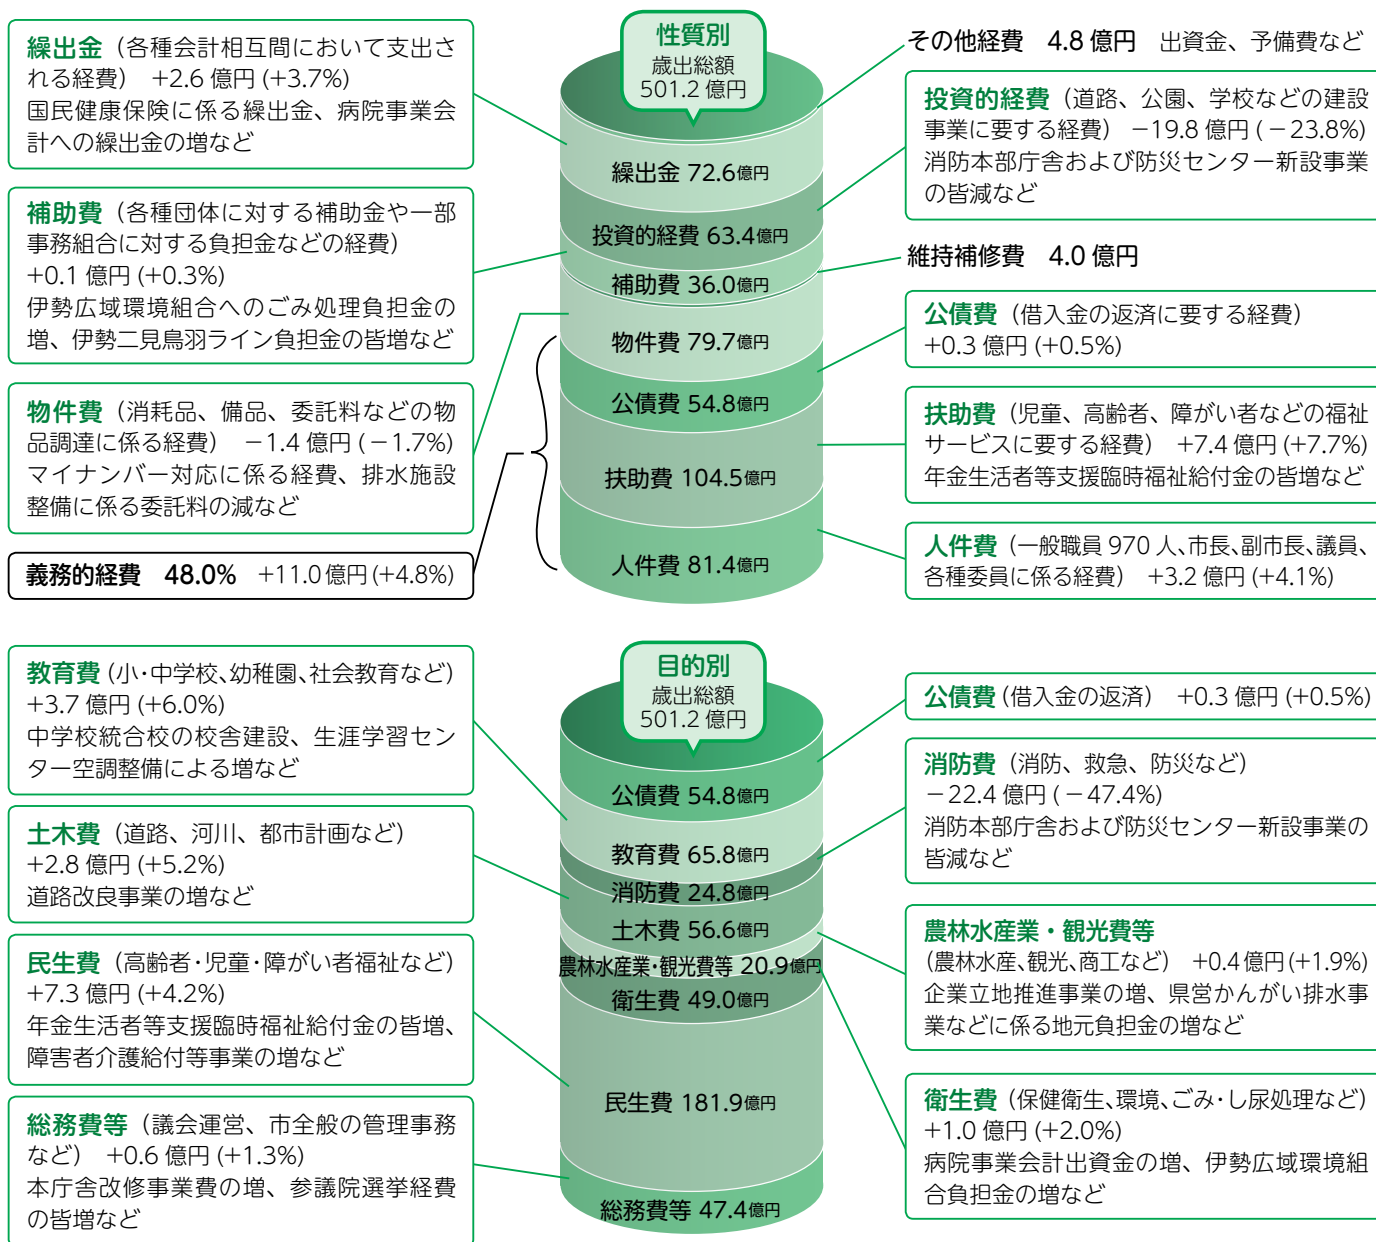 性質別
歳出総額
501.2 億円
繰出金（各種会計相互間において支出さ
れる経費） +2.6 億円 (+3.7%)
国民健康保険に係る繰出金、病院事業会
計への繰出金の増など
補助費（各種団体に対する補助金や一部
事務組合に対する負担金などの経費）
+0.1 億円 (+0.3%)
伊勢広域環境組合へのごみ処理負担金の
増、伊勢二見鳥羽ライン負担金の皆増など
物件費（消耗品、備品、委託料などの物
品調達に係る経費） －1.4 億円 (－1.7%)
マイナンバー対応に係る経費、排水施設
整備に係る委託料の減など
義務的経費 48.0% +11.0億円(+4.8%)
繰出金 72.6億円
投資的経費 63.4億円
補助費 36.0億円
物件費 79.7億円
公債費 54.8億円
扶助費 104.5億円
人件費 81.4億円
その他経費 4.8 億円 出資金、予備費など
投資的経費（道路、公園、学校などの建設
事業に要する経費） －19.8 億円 (－23.8%)
消防本部庁舎および防災センター新設事業
の皆減など
維持補修費 4.0 億円
公債費（借入金の返済に要する経費）
+0.3 億円 (+0.5%)
扶助費（児童、高齢者、障がい者などの福祉
サービスに要する経費） +7.4 億円 (+7.7%)
年金生活者等支援臨時福祉給付金の皆増など
人件費（一般職員 970 人、市長、副市長、議員、
各種委員に係る経費） +3.2 億円 (+4.1%)
目的別
歳出総額
501.2 億円
教育費(小・中学校、幼稚園、社会教育など)
+3.7 億円 (+6.0%)
中学校統合校の校舎建設、生涯学習セン
ター空調整備による増など
土木費（道路、河川、都市計画など）
+2.8 億円 (+5.2%)
道路改良事業の増など
民生費（高齢者・児童・障がい者福祉など）
+7.3 億円 (+4.2%)
年金生活者等支援臨時福祉給付金の皆増、
障害者介護給付等事業の増など
総務費等（議会運営、市全般の管理事務
など） +0.6 億円 (+1.3%)
本庁舎改修事業費の増、参議院選挙経費
の皆増など
公債費 54.8億円
教育費 65.8億円
消防費 24.8億円
土木費 56.6億円
農林水産業・観光費等 20.9億円
衛生費 49.0億円
民生費 181.9億円
総務費等 47.4億円
公債費(借入金の返済) +0.3 億円 (+0.5%)
消防費（消防、救急、防災など）
－22.4 億円 (－47.4%)
消防本部庁舎および防災センター新設事業の
皆減など
農林水産業・観光費等
（農林水産、観光、商工など） +0.4億円(+1.9%)
企業立地推進事業の増、県営かんがい排水事
業などに係る地元負担金の増など
衛生費（保健衛生、環境、ごみ・し尿処理など）
+1.0 億円 (+2.0%)
病院事業会計出資金の増、伊勢広域環境組
合負担金の増など